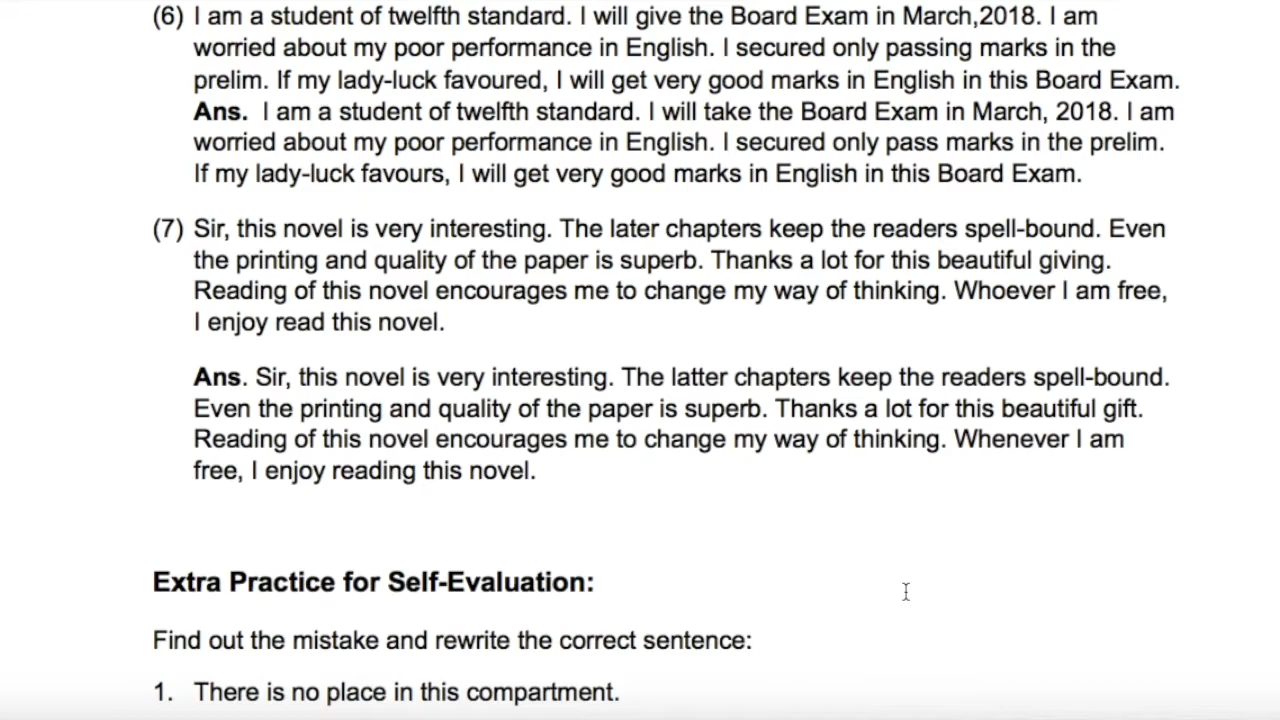 (6) I am a student of twelfth standard. I will give the Board Exam in March,2018. I am
worried about my poor performance in English. I secured only passing marks in the
prelim. If my lady-luck favoured, I will get very good marks in English in this Board Exam.
Ans. I am a student of twelfth standard. I will take the Board Exam in March, 2018. I am
worried about my poor performance in English. I secured only pass marks in the prelim.
If my lady-luck favours, I will get very good marks in English in this Board Exam.
(7) Sir, this novel is very interesting. The later chapters keep the readers spell-bound. Even
the printing and quality of the paper is superb. Thanks a lot for this beautiful giving.
Reading of this novel encourages me to change my way of thinking. Whoever I am free,
I enjoy read this novel.
Ans. Sir, this novel is very interesting. The latter chapters keep the readers spell-bound.
Even the printing and quality of the paper is superb. Thanks a lot for this beautiful gift.
Reading of this novel encourages me to change my way of thinking. Whenever I am
free, I enjoy reading this novel.
Extra Practice for Self-Evaluation:
Find out the mistake and rewrite the correct sentence:
1. There is no place in this compartment.